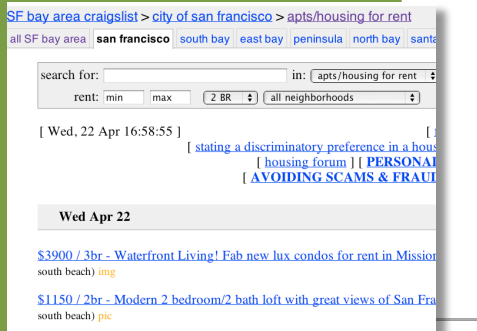 SF bay area craigslist > city of san francisco > apts/housing for rent
all SF bay area san francisco south bay east bay peninsula north bay santa
search for: in: apts/housing for rent
rent: min max 2 BR all neighborhoods
[ Wed, 22 Apr 16:58:55 ] [
[ stating a discriminatory preference in a hous
[ housing forum ] [ PERSONAL
[ AVOIDING SCAMS & FRAUD
Wed Apr 22
$3900 / 3br - Waterfront Living! Fab new lux condos for rent in Mission
south beach) img
$1150 / 2br - Modern 2 bedroom/2 bath loft with great views of San Fra
south beach) pic